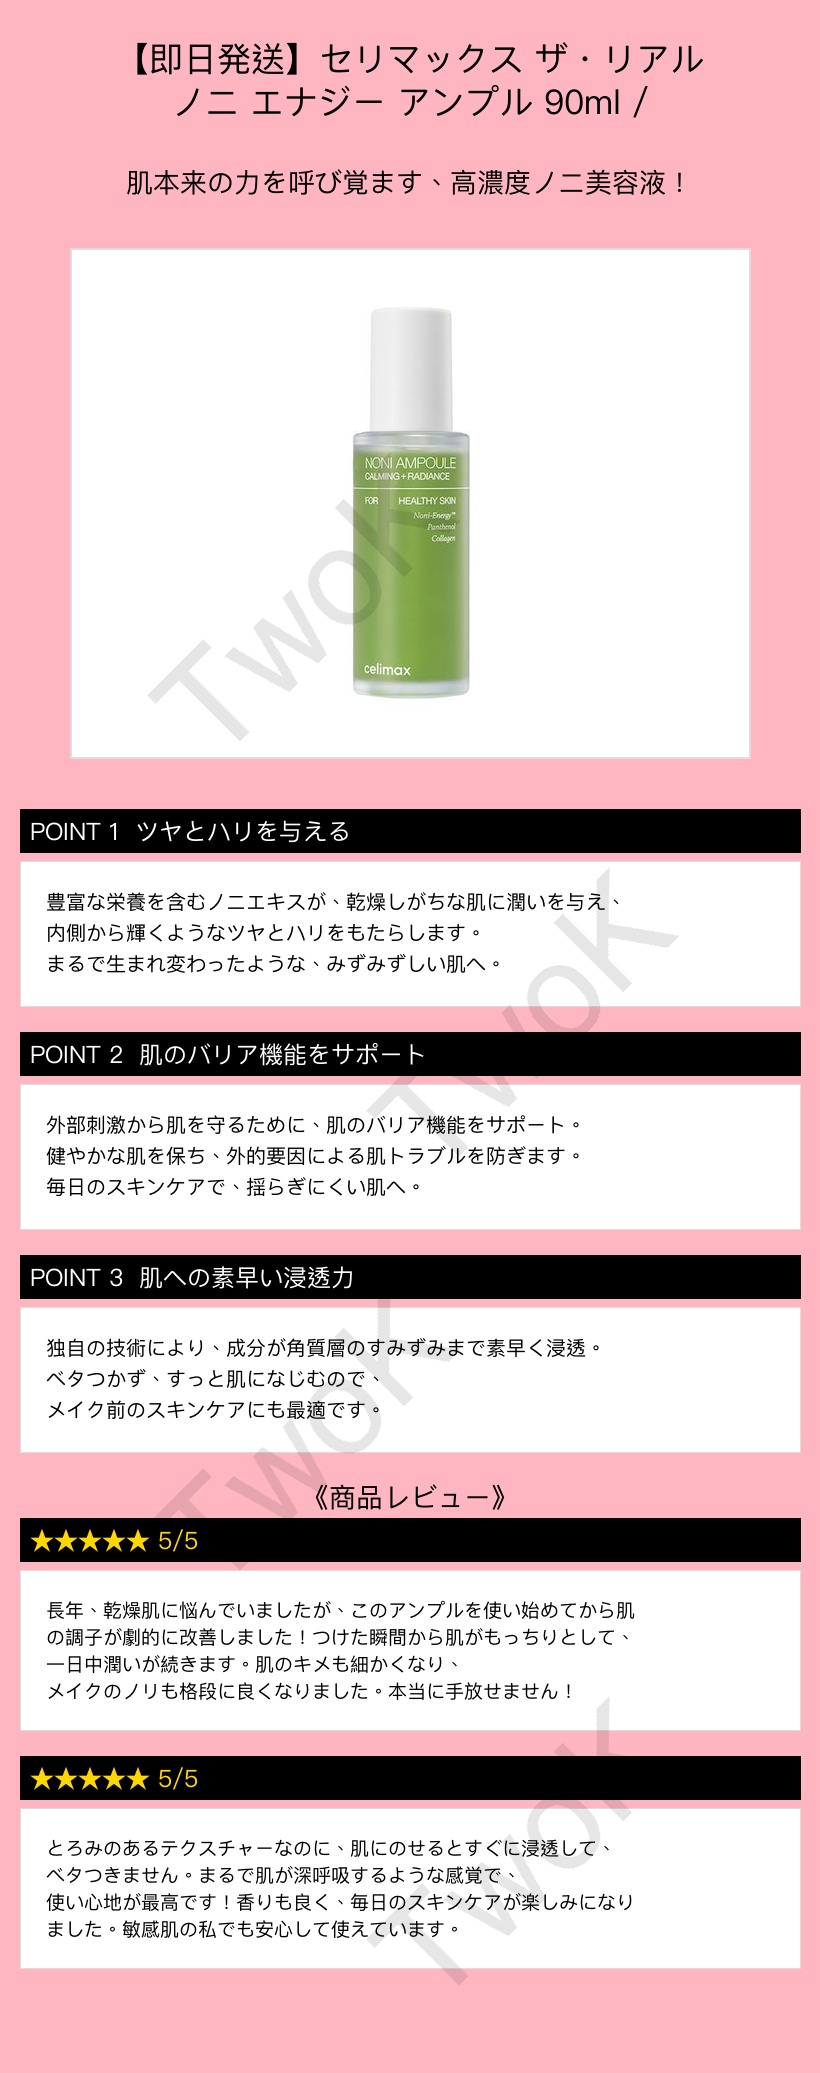 【即日発送】セリマックス ザ・リアル
ノニ エナジー アンプル 90ml /
肌本来の力を呼び覚ます、高濃度ノニ美容液！
NONI AMPOULE
CALMING+RADIANCE
FOR HEALTHY SKIN
Noni-Energy™
Panthenol
Collagen
celimax
TwoK
POINT 1 ツヤとハリを与える
豊富な栄養を含むノニエキスが、乾燥しがちな肌に潤いを与え、
内側から輝くようなツヤとハリをもたらします。
まるで生まれ変わったような、みずみずしい肌へ。
TwoK
POINT 2 肌のバリア機能をサポート
外部刺激から肌を守るために、肌のバリア機能をサポート。
健やかな肌を保ち、外的要因による肌トラブルを防ぎます。
毎日のスキンケアで、揺らぎにくい肌へ。
POINT 3 肌への素早い浸透力
独自の技術により、成分が角質層のすみずみまで素早く浸透。
ベタつかず、すっと肌になじむので、
メイク前のスキンケアにも最適です。
TwoK
《商品レビュー》
★★★★★ 5/5
長年、乾燥肌に悩んでいましたが、このアンプルを使い始めてから肌
の調子が劇的に改善しました！つけた瞬間から肌がもっちりとして、
一日中潤いが続きます。肌のキメも細かくなり、
メイクのノリも格段に良くなりました。本当に手放せません！
★★★★★ 5/5
とろみのあるテクスチャーなのに、肌にのせるとすぐに浸透して、
ベタつきません。まるで肌が深呼吸するような感覚で、
使い心地が最高です！香りも良く、毎日のスキンケアが楽しみになり
ました。敏感肌の私でも安心して使えています。
TwoK